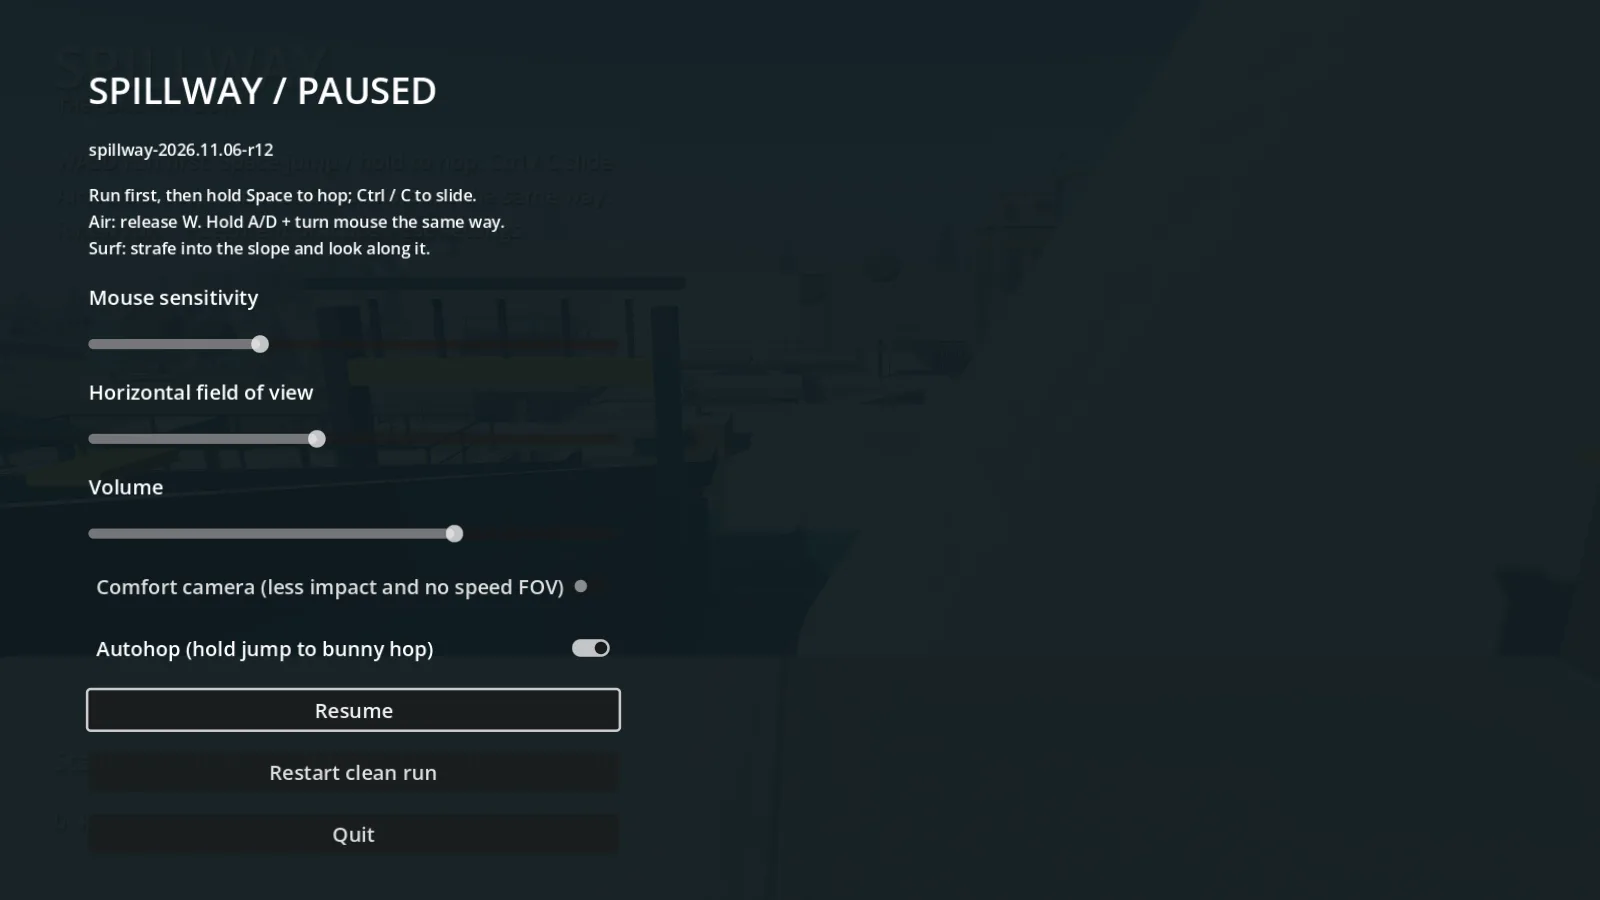 SPILLWAY / PAUSED
spillway-2026.11.06-r12
Run first, then hold Space to hop; Ctrl / C to slide.
Air: release W. Hold A/D + turn mouse the same way.
Surf: strafe into the slope and look along it.
Mouse sensitivity
Horizontal field of view
Volume
Comfort camera (less impact and no speed FOV)
Autohop (hold jump to bunny hop)
Resume
Restart clean run
Quit